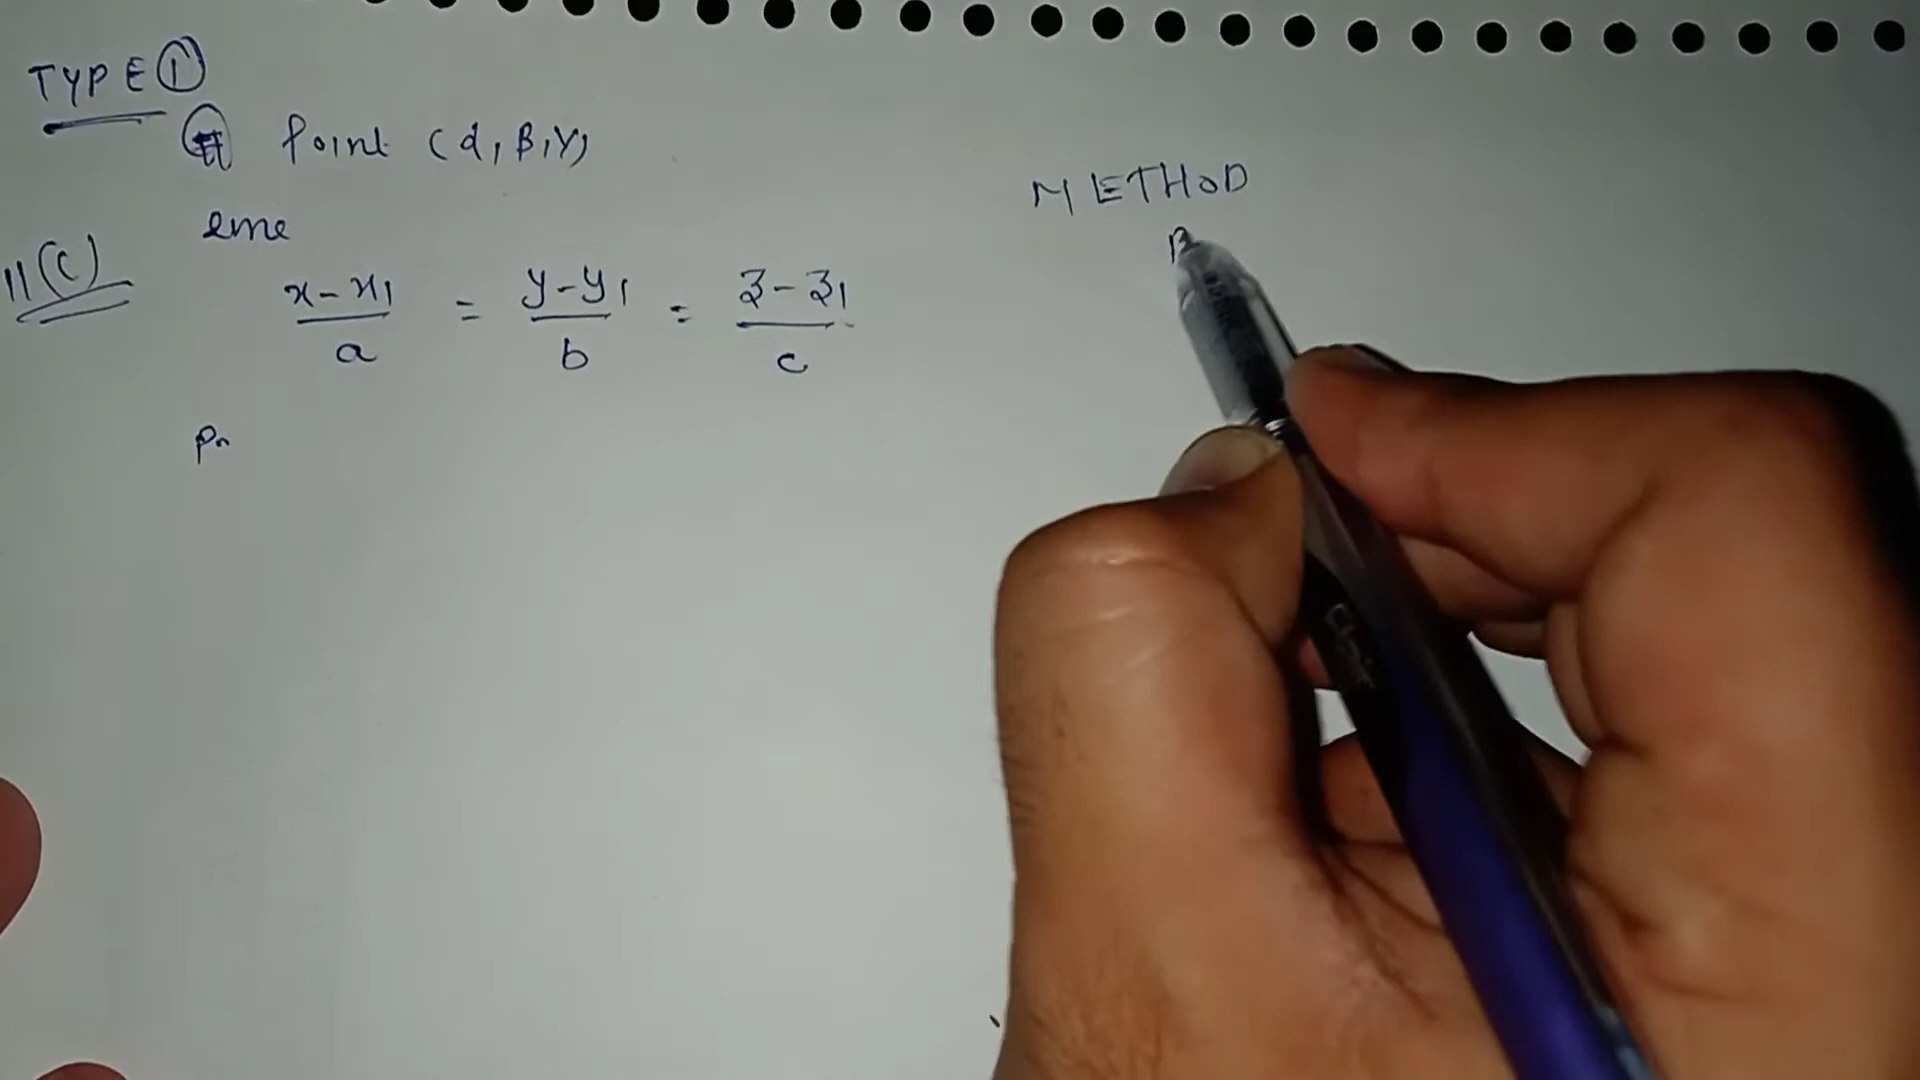 TYPE ①
# Point (α, β, γ)
line
11(C)
x - x₁ / a = y - y₁ / b = z - z₁ / c
METHOD